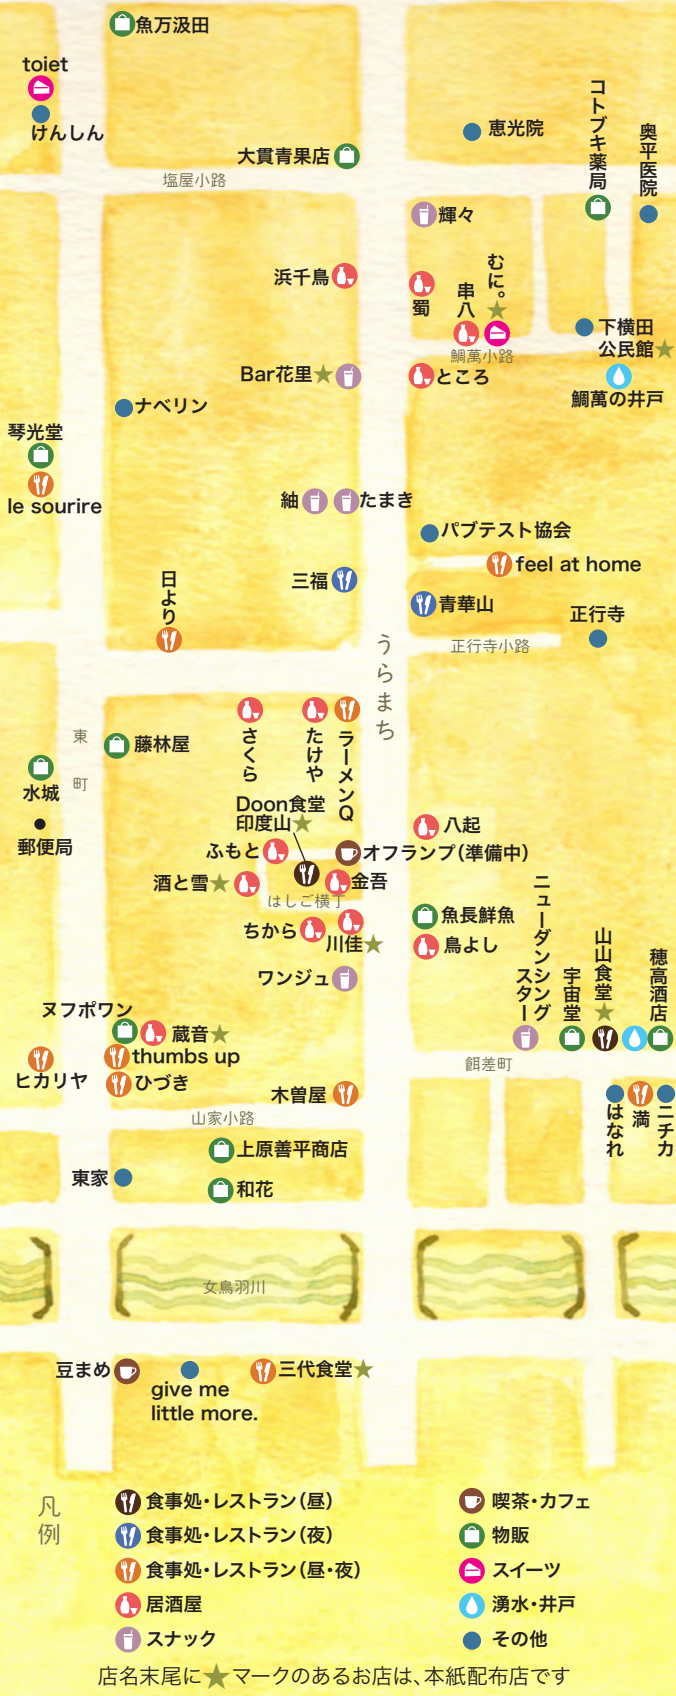 魚万汲田
toiet
けんしん
大貫青果店
恵光院
コトブキ薬局
奥平医院
塩屋小路
輝々
浜千鳥
蜀
串八
むに。★
下横田
公民館★
鯛萬小路
Bar花里★
ところ
鯛萬の井戸
ナベリン
琴光堂
le sourire
紬
たまき
パブテスト協会
feel at home
三福
青華山
日より
正行寺
正行寺小路
うらまち
東町
藤林屋
さくら
たけや
ラーメンQ
水城
郵便局
Doon食堂
印度山★
八起
ふもと
オフランプ(準備中)
酒と雪★
金吾
はしご横丁
魚長鮮魚
ちから
川佳★
鳥よし
ワンジュ
ニューダンシング
スター
宇宙堂
山山食堂★
穂高酒店
ヌフポワン
蔵音★
thumbs up
ヒカリヤ
ひづき
餌差町
木曽屋
はなれ
満
ニチカ
山家小路
上原善平商店
東家
和花
女鳥羽川
豆まめ
give me
little more.
三代食堂★
凡例
食事処・レストラン(昼)
食事処・レストラン(夜)
食事処・レストラン(昼・夜)
居酒屋
スナック
喫茶・カフェ
物販
スイーツ
湧水・井戸
その他
店名末尾に★マークのあるお店は、本紙配布店です